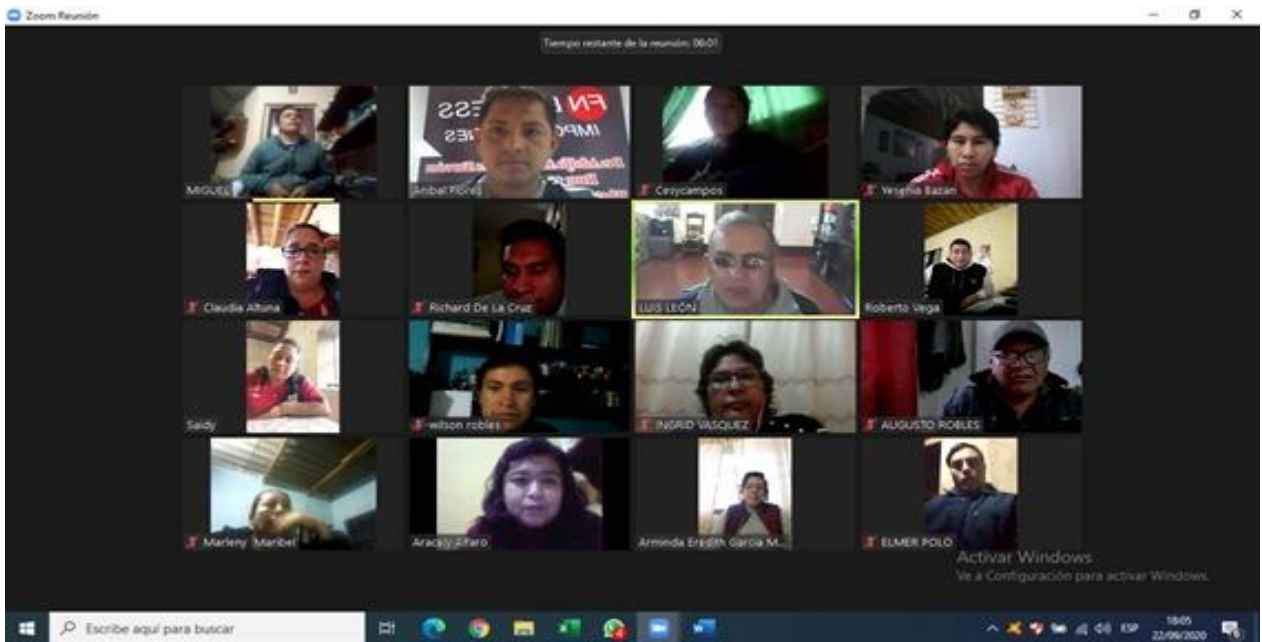 Zoom Reunión
Tiempo restante de la reunión: 06:01
MIGUEL
Anibal Flores
Cesycampos
Yesenia Bazán
Claudia Altuna
Richard De La Cruz
LUIS LEÓN
Roberto Vega
Saidy
wilson robles
INGRID VASQUEZ
AUGUSTO ROBLES
Marleny Maribel
Aracely Alfaro
Arminda Eredith Garcia M...
ELMER POLO
Activar Windows
Ve a Configuración para activar Windows.
Escribe aquí para buscar
ESP
18:05
22/09/2020